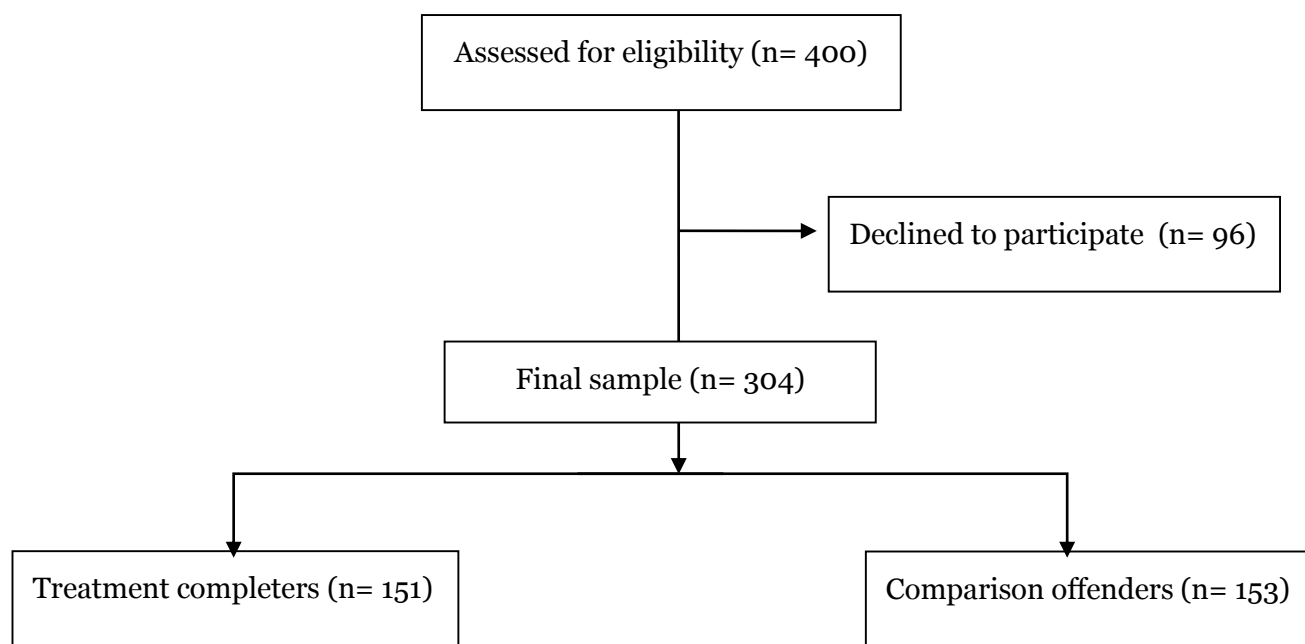 Assessed for eligibility (n= 400)
Declined to participate  (n= 96)
Final sample (n= 304)
Treatment completers (n= 151)
Comparison offenders (n= 153)